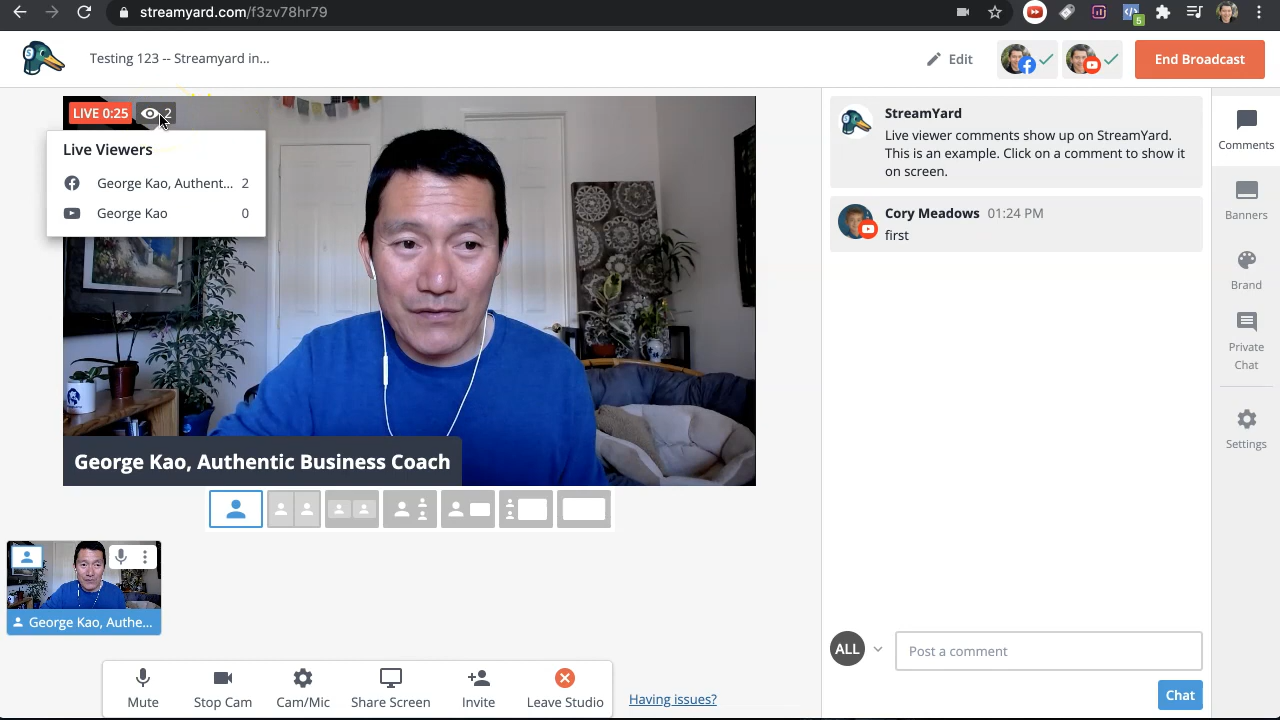 streamyard.com/f3zv78hr79
5
Testing 123 -- Streamyard in...
Edit
End Broadcast
LIVE 0:25
2
Live Viewers
George Kao, Authent... 2
George Kao 0
George Kao, Authentic Business Coach
George Kao, Authe...
Mute
Stop Cam
Cam/Mic
Share Screen
Invite
Leave Studio
Having issues?
StreamYard
Live viewer comments show up on StreamYard.
This is an example. Click on a comment to show it
on screen.
Cory Meadows 01:24 PM
first
ALL
Post a comment
Chat
Comments
Banners
Brand
Private
Chat
Settings